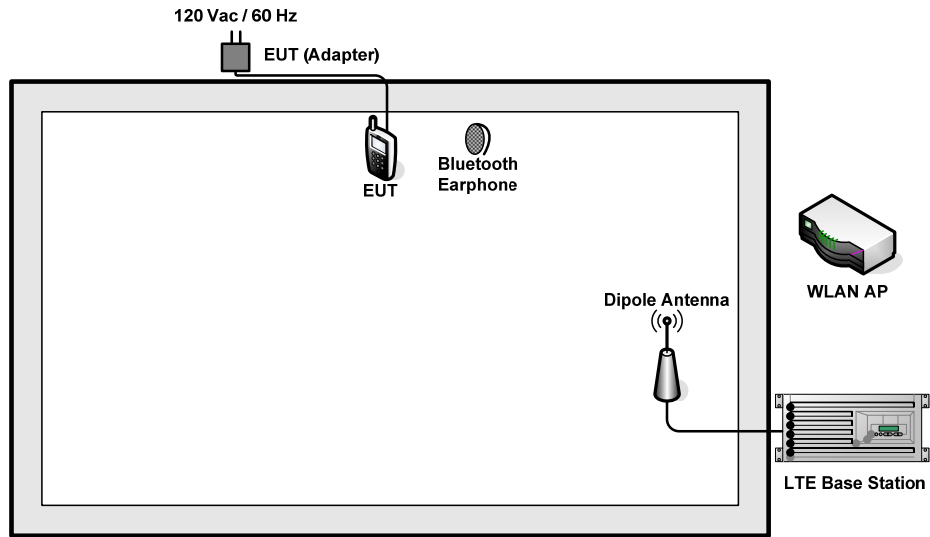 120 Vac / 60 Hz
EUT (Adapter)
EUT
Bluetooth
Earphone
WLAN AP
Dipole Antenna
LTE Base Station